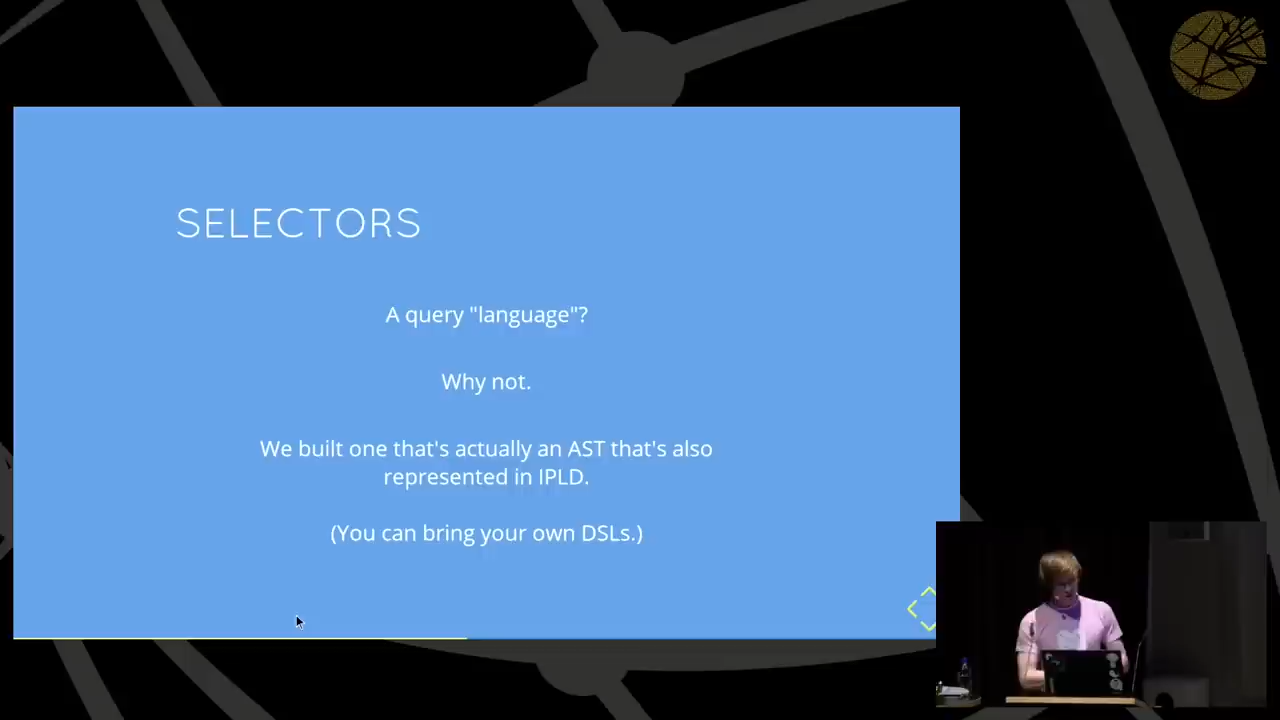 SELECTORS
A query "language"?
Why not.
We built one that's actually an AST that's also
represented in IPLD.
(You can bring your own DSLs.)